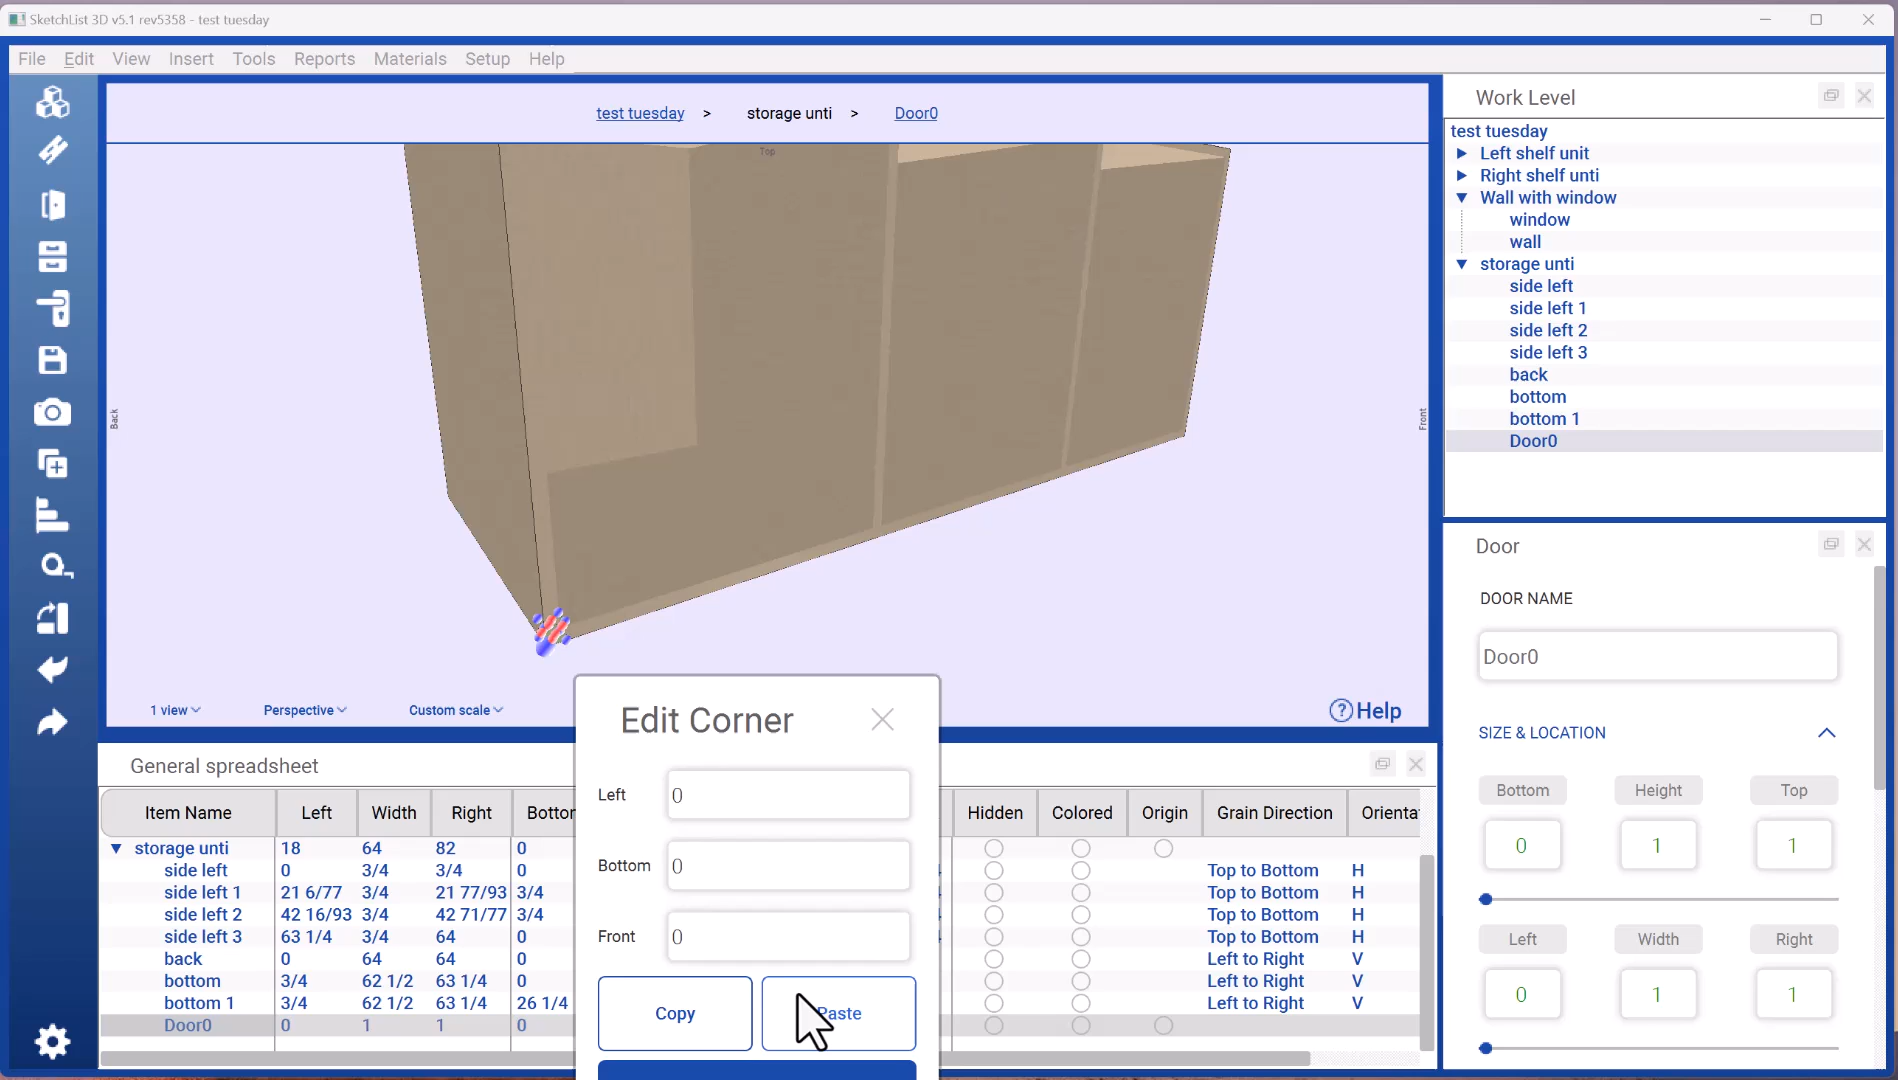 SketchList 3D v5.1 rev5358 - test tuesday
File Edit View Insert Tools Reports Materials Setup Help
test tuesday > storage unti > Door0
Top
Back
Front
1 view
Perspective
Custom scale
? Help
Work Level
test tuesday
Left shelf unit
Right shelf unti
Wall with window
window
wall
storage unti
side left
side left 1
side left 2
side left 3
back
bottom
bottom 1
Door0
Door
DOOR NAME
Door0
SIZE & LOCATION
Bottom Height Top
0 1 1
Left Width Right
0 1 1
General spreadsheet
Item Name Left Width Right Bottor Hidden Colored Origin Grain Direction Orienta
storage unti 18 64 82 0
side left 0 3/4 3/4 0 Top to Bottom H
side left 1 21 6/77 3/4 21 77/93 3/4 Top to Bottom H
side left 2 42 16/93 3/4 42 71/77 3/4 Top to Bottom H
side left 3 63 1/4 3/4 64 0 Top to Bottom H
back 0 64 64 0 Left to Right V
bottom 3/4 62 1/2 63 1/4 0 Left to Right V
bottom 1 3/4 62 1/2 63 1/4 26 1/4 Left to Right V
Door0 0 1 1 0
Edit Corner
Left 0
Bottom 0
Front 0
Copy Paste